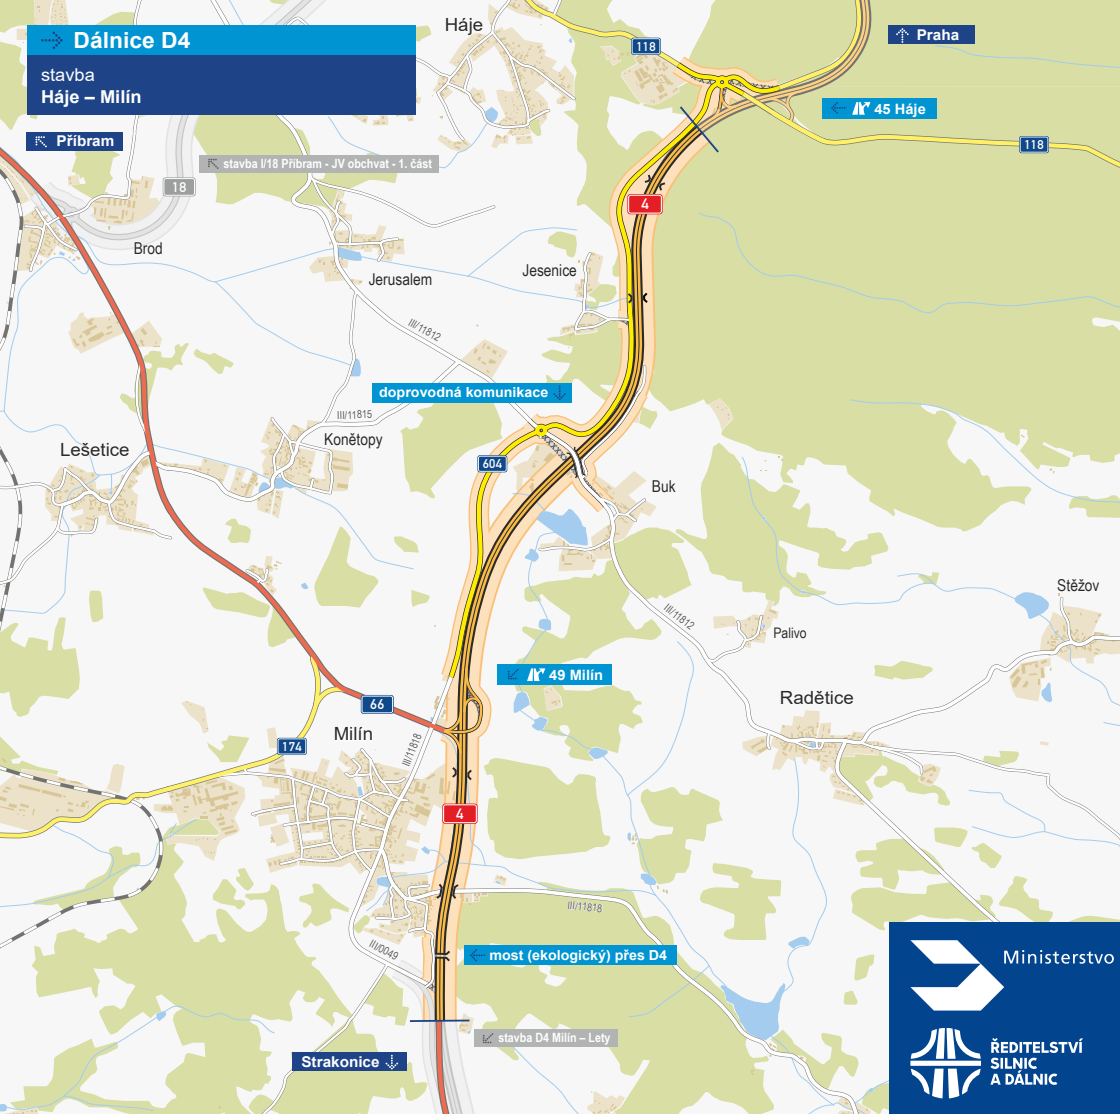 Dálnice D4
stavba
Háje – Milín
Háje
118
Praha
45 Háje
118
Příbram
stavba I/18 Příbram - JV obchvat - 1. část
18
4
Brod
Jerusalem
Jesenice
III/11812
doprovodná komunikace
III/11815
Konětopy
Lešetice
604
Buk
III/11812
Stěžov
Palivo
49 Milín
66
Radětice
Milín
174
III/11818
4
III/11818
III/0049
most (ekologický) přes D4
stavba D4 Milín – Lety
Strakonice
Ministerstvo
ŘEDITELSTVÍ
SILNIC
A DÁLNIC